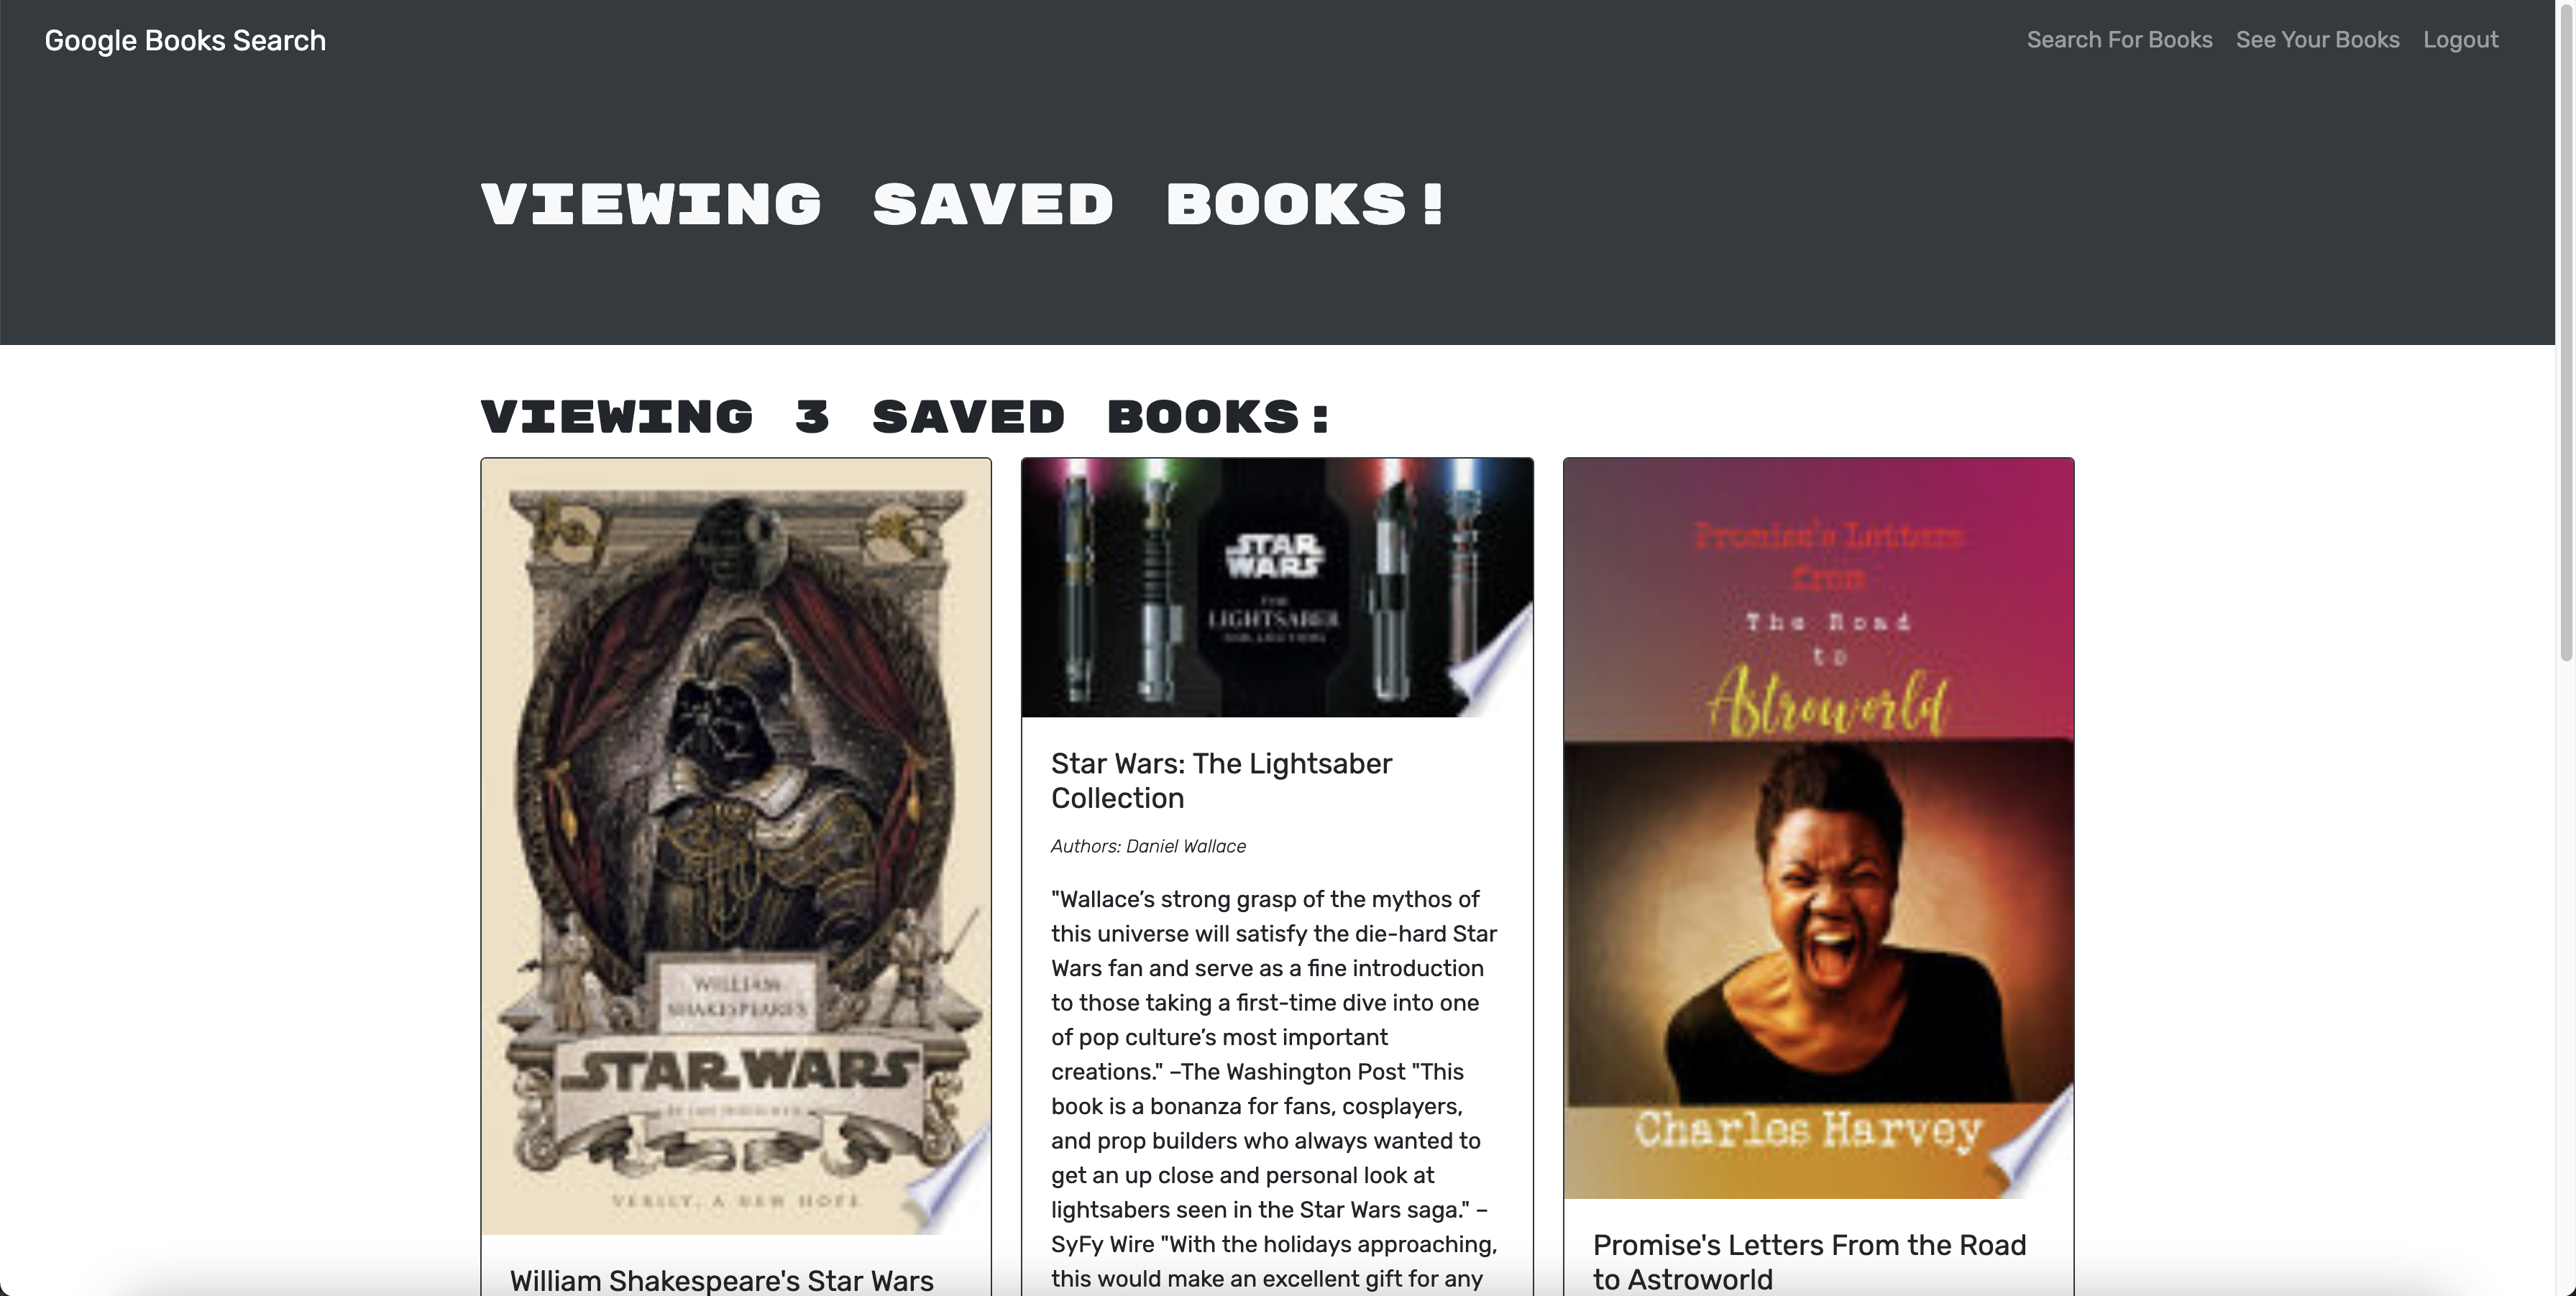 Google Books Search
Search For Books
See Your Books
Logout
VIEWING SAVED BOOKS!
VIEWING 3 SAVED BOOKS:
WILLIAM
SHAKESPEARE'S
STAR WARS
VERILY, A NEW HOPE
William Shakespeare's Star Wars
STAR
WARS
THE
LIGHTSABER
COLLECTION
Star Wars: The Lightsaber
Collection
Authors: Daniel Wallace
"Wallace’s strong grasp of the mythos of
this universe will satisfy the die-hard Star
Wars fan and serve as a fine introduction
to those taking a first-time dive into one
of pop culture’s most important
creations." –The Washington Post "This
book is a bonanza for fans, cosplayers,
and prop builders who always wanted to
get an up close and personal look at
lightsabers seen in the Star Wars saga." –
SyFy Wire "With the holidays approaching,
this would make an excellent gift for any
Promise's Letters
from
The Road
to
Astroworld
Charles Harvey
Promise's Letters From the Road
to Astroworld